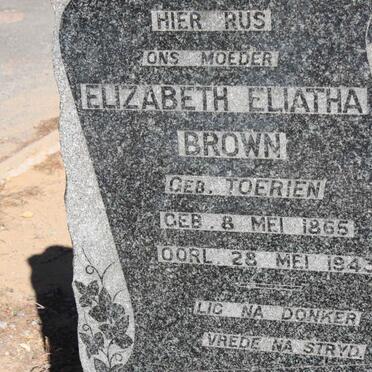 HIER RUS
ONS MOEDER
ELIZABETH ELIATHA
BROWN
GEB. TOERIEN
GEB. 8 MEI 1865
OORL. 28 MEI
LIG NA DONKER
VREDE NA STRYD.